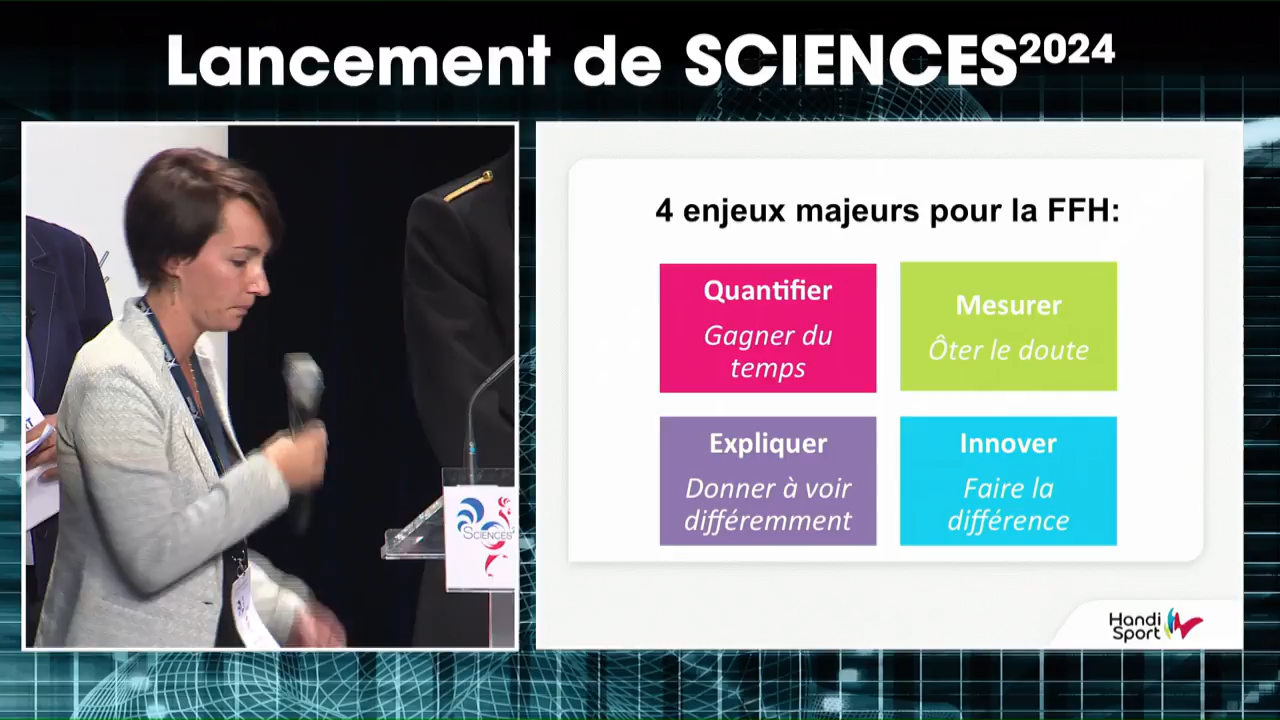 Lancement de SCIENCES²⁰²⁴
4 enjeux majeurs pour la FFH:
Quantifier
Gagner du
temps
Mesurer
Ôter le doute
Expliquer
Donner à voir
différemment
Innover
Faire la
différence
SCIENCES
Handi
Sport